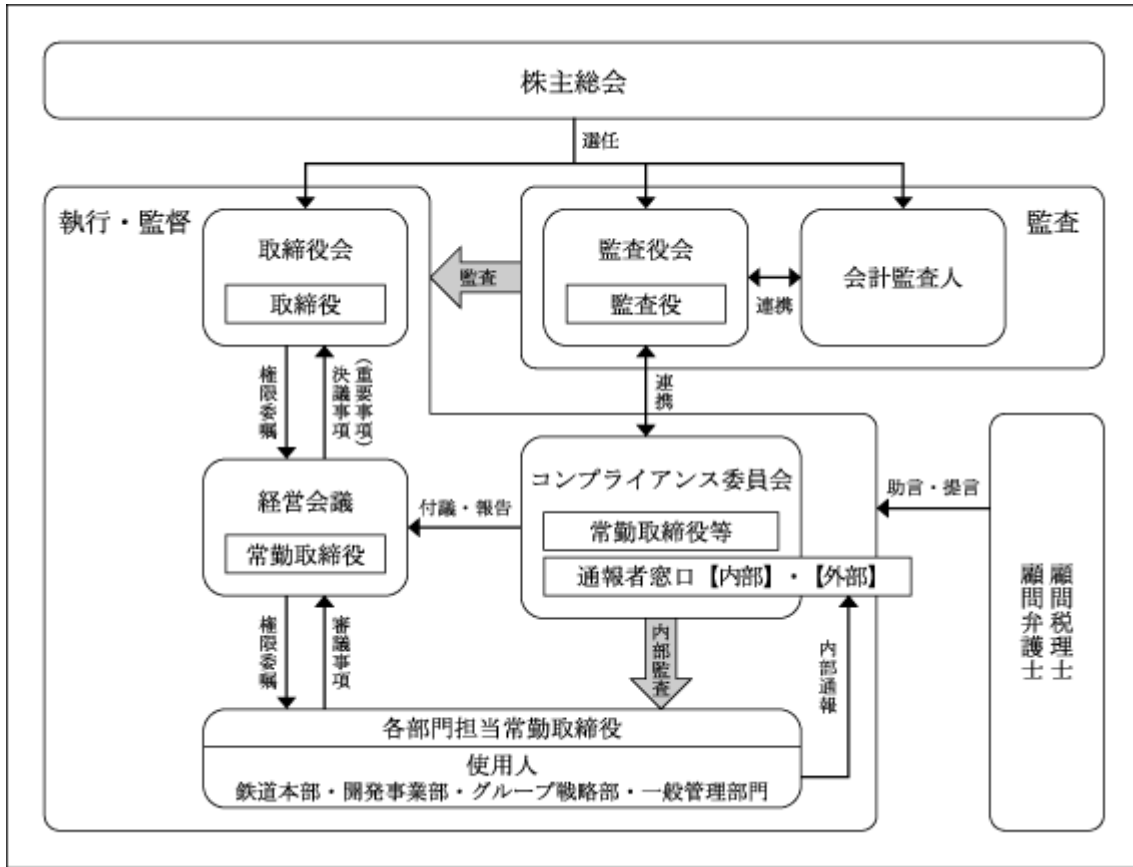 株主総会
選任
執行・監督
監査
取締役会
取締役
監査
監査役会
監査役
連携
会計監査人
権限委嘱
決議事項
(重要事項)
連携
経営会議
常勤取締役
付議・報告
コンプライアンス委員会
常勤取締役等
通報者窓口【内部】・【外部】
助言・提言
顧問税理士
顧問弁護士
権限委嘱
審議事項
内部監査
内部通報
各部門担当常勤取締役
使用人
鉄道本部・開発事業部・グループ戦略部・一般管理部門